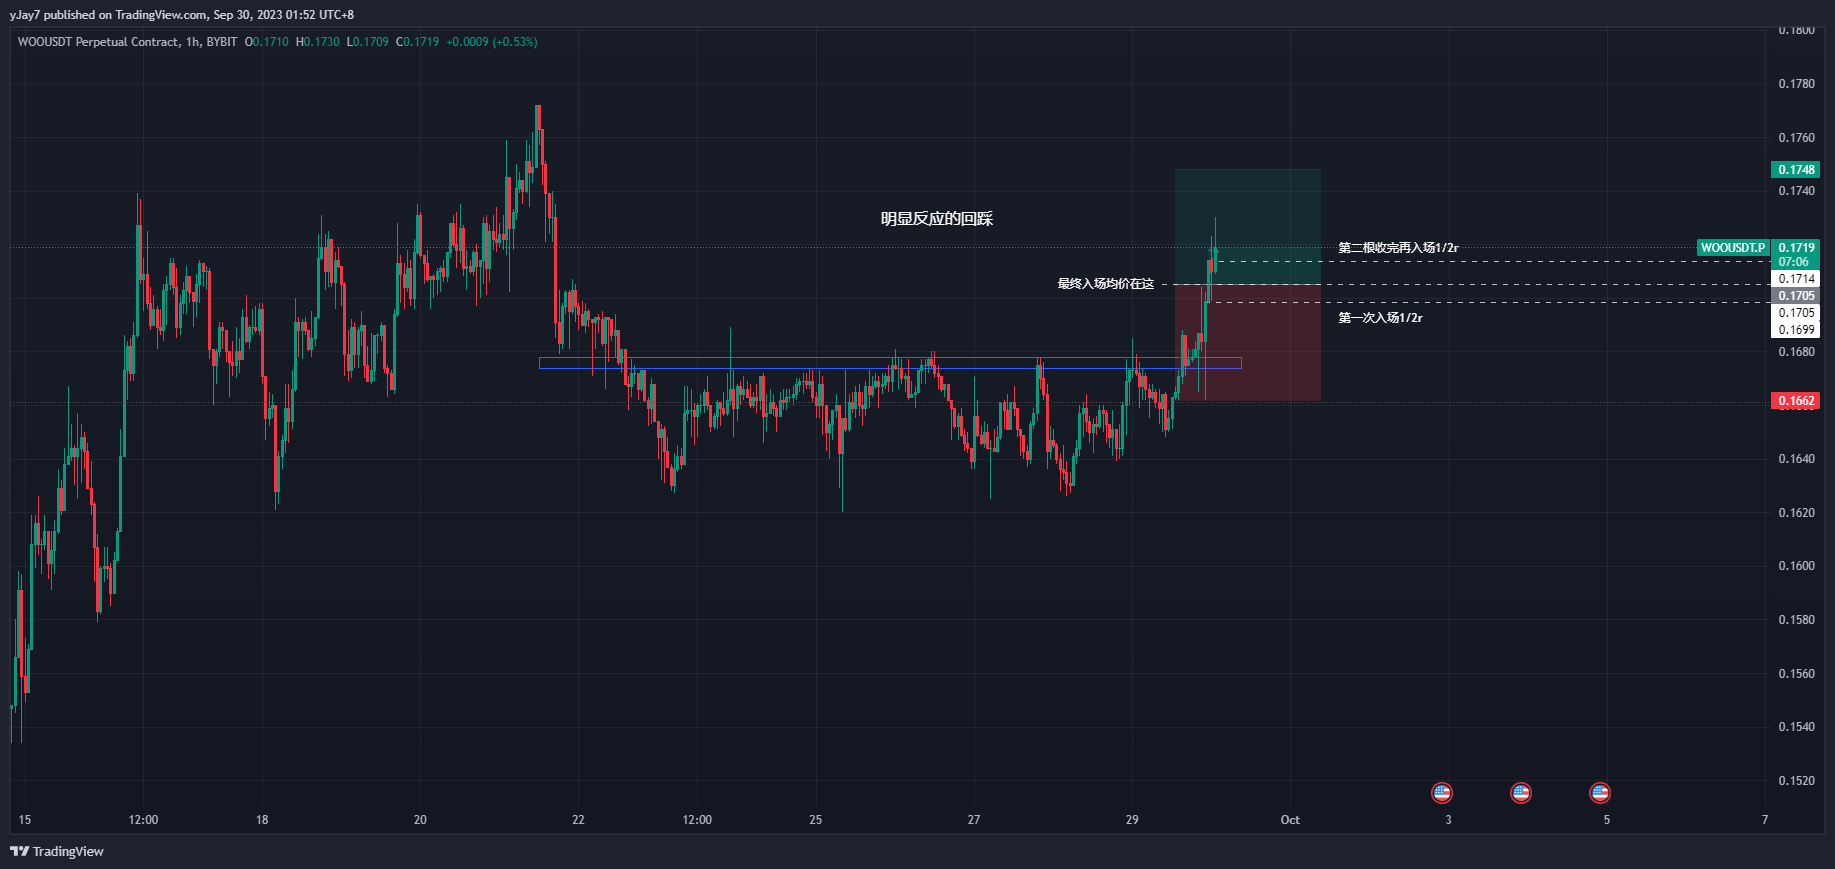 yJay7 published on TradingView.com, Sep 30, 2023 01:52 UTC+8
WOOUSDT Perpetual Contract, 1h, BYBIT O0.1710 H0.1730 L0.1709 C0.1719 +0.0009 (+0.53%)
0.1800
0.1780
0.1760
0.1748
0.1740
明显反应的回踩
第二根收完再入场1/2r
WOOUSDT.P 0.1719
07:06
最终入场均价在这
0.1714
0.1705
0.1705
第一次入场1/2r
0.1699
0.1680
0.1662
0.1640
0.1620
0.1600
0.1580
0.1560
0.1540
0.1520
15 12:00 18 20 22 12:00 25 27 29 Oct 3 5 7
TradingView